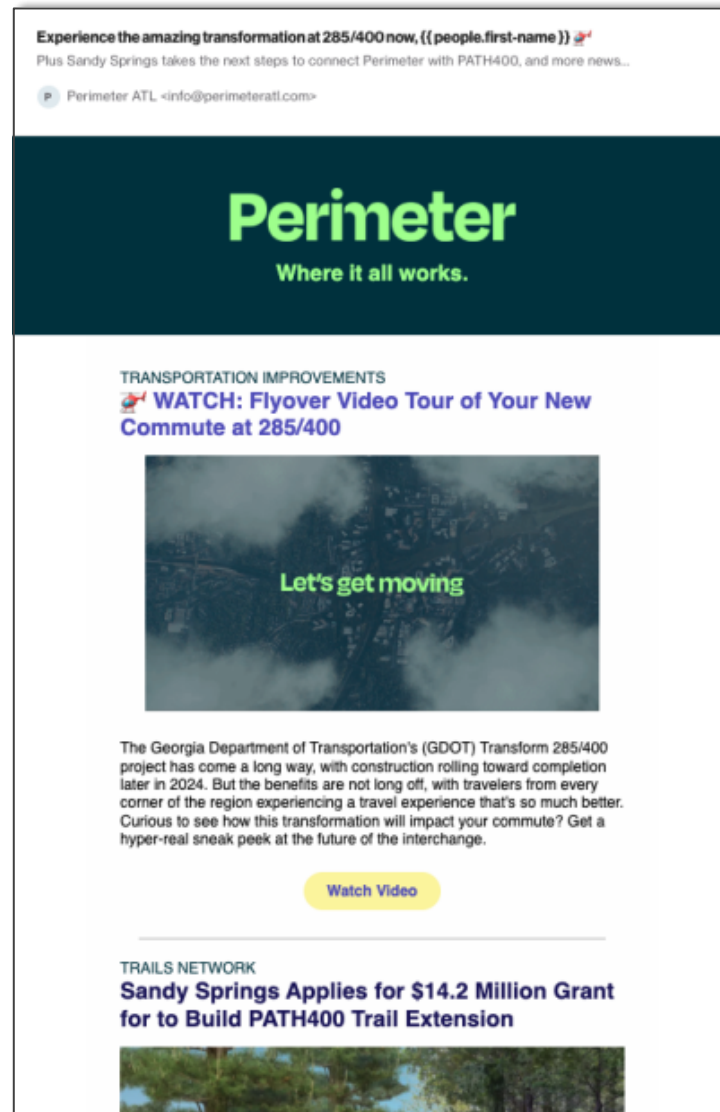 Experience the amazing transformation at 285/400 now, {{ people.first-name }} 🚁
Plus Sandy Springs takes the next steps to connect Perimeter with PATH400, and more news...
P Perimeter ATL <info@perimeteratl.com>
Perimeter
Where it all works.
TRANSPORTATION IMPROVEMENTS
🚁 WATCH: Flyover Video Tour of Your New
Commute at 285/400
Let's get moving
The Georgia Department of Transportation's (GDOT) Transform 285/400
project has come a long way, with construction rolling toward completion
later in 2024. But the benefits are not long off, with travelers from every
corner of the region experiencing a travel experience that's so much better.
Curious to see how this transformation will impact your commute? Get a
hyper-real sneak peek at the future of the interchange.
Watch Video
TRAILS NETWORK
Sandy Springs Applies for $14.2 Million Grant
for to Build PATH400 Trail Extension